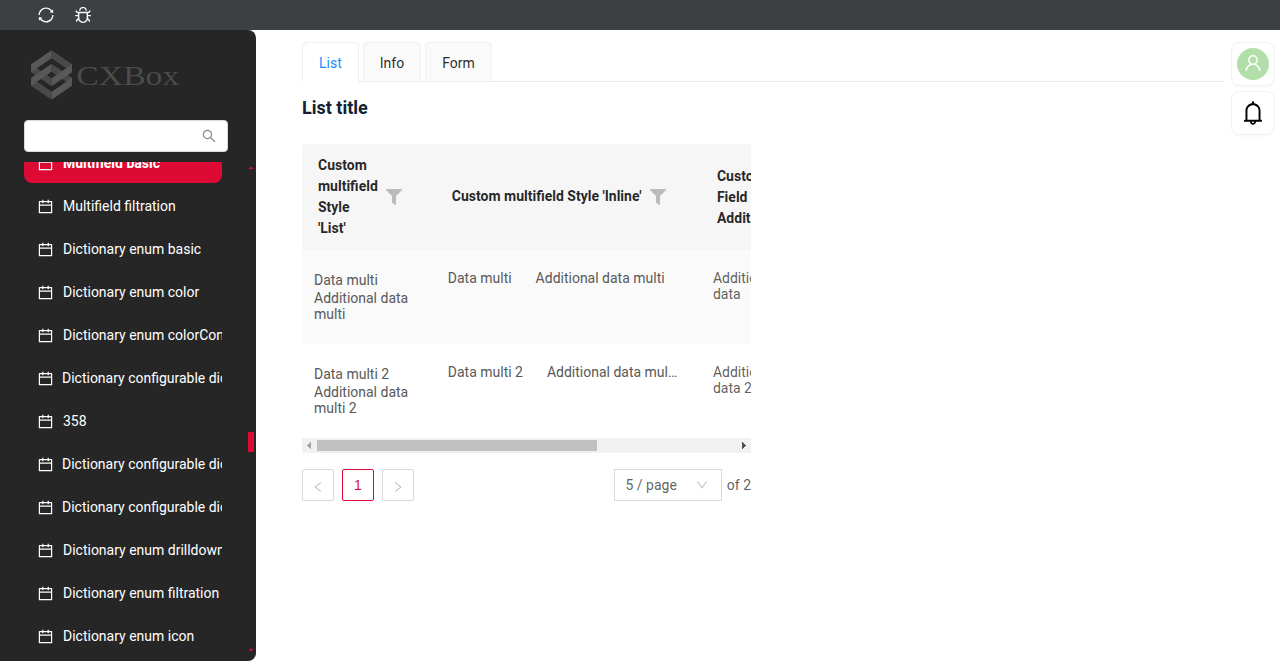 CXBox
Multifield basic
Multifield filtration
Dictionary enum basic
Dictionary enum color
Dictionary enum colorCon
Dictionary configurable di
358
Dictionary configurable di
Dictionary configurable di
Dictionary enum drilldown
Dictionary enum filtration
Dictionary enum icon
List Info Form
List title
Custom
multifield
Style
'List'
Custom multifield Style 'Inline'
Custo
Field
Addit
Data multi
Additional data
multi
Data multi Additional data multi
Additi
data
Data multi 2
Additional data
multi 2
Data multi 2 Additional data mul...
Additi
data 2
< 1 > 5 / page of 2